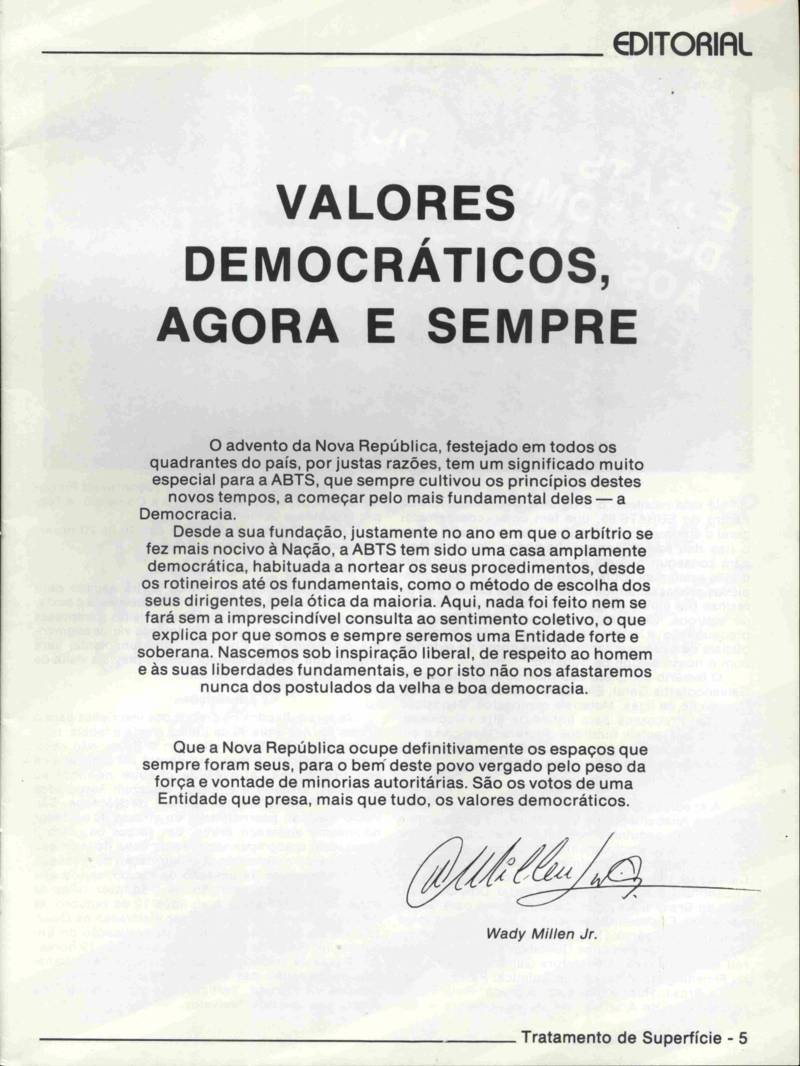 EDITORIAL
VALORES
DEMOCRÁTICOS,
AGORA E SEMPRE
O advento da Nova República, festejado em todos os
quadrantes do país, por justas razões, tem um significado muito
especial para a ABTS, que sempre cultivou os princípios destes
novos tempos, a começar pelo mais fundamental deles — a
Democracia.
Desde a sua fundação, justamente no ano em que o arbítrio se
fez mais nocivo à Nação, a ABTS tem sido uma casa amplamente
democrática, habituada a nortear os seus procedimentos, desde
os rotineiros até os fundamentais, como o método de escolha dos
seus dirigentes, pela ótica da maioria. Aqui, nada foi feito nem se
fará sem a imprescindível consulta ao sentimento coletivo, o que
explica por que somos e sempre seremos uma Entidade forte e
soberana. Nascemos sob inspiração liberal, de respeito ao homem
e às suas liberdades fundamentais, e por isto não nos afastaremos
nunca dos postulados da velha e boa democracia.
Que a Nova República ocupe definitivamente os espaços que
sempre foram seus, para o bem deste povo vergado pelo peso da
força e vontade de minorias autoritárias. São os votos de uma
Entidade que presa, mais que tudo, os valores democráticos.
Wady Millen Jr.
Tratamento de Superfície - 5